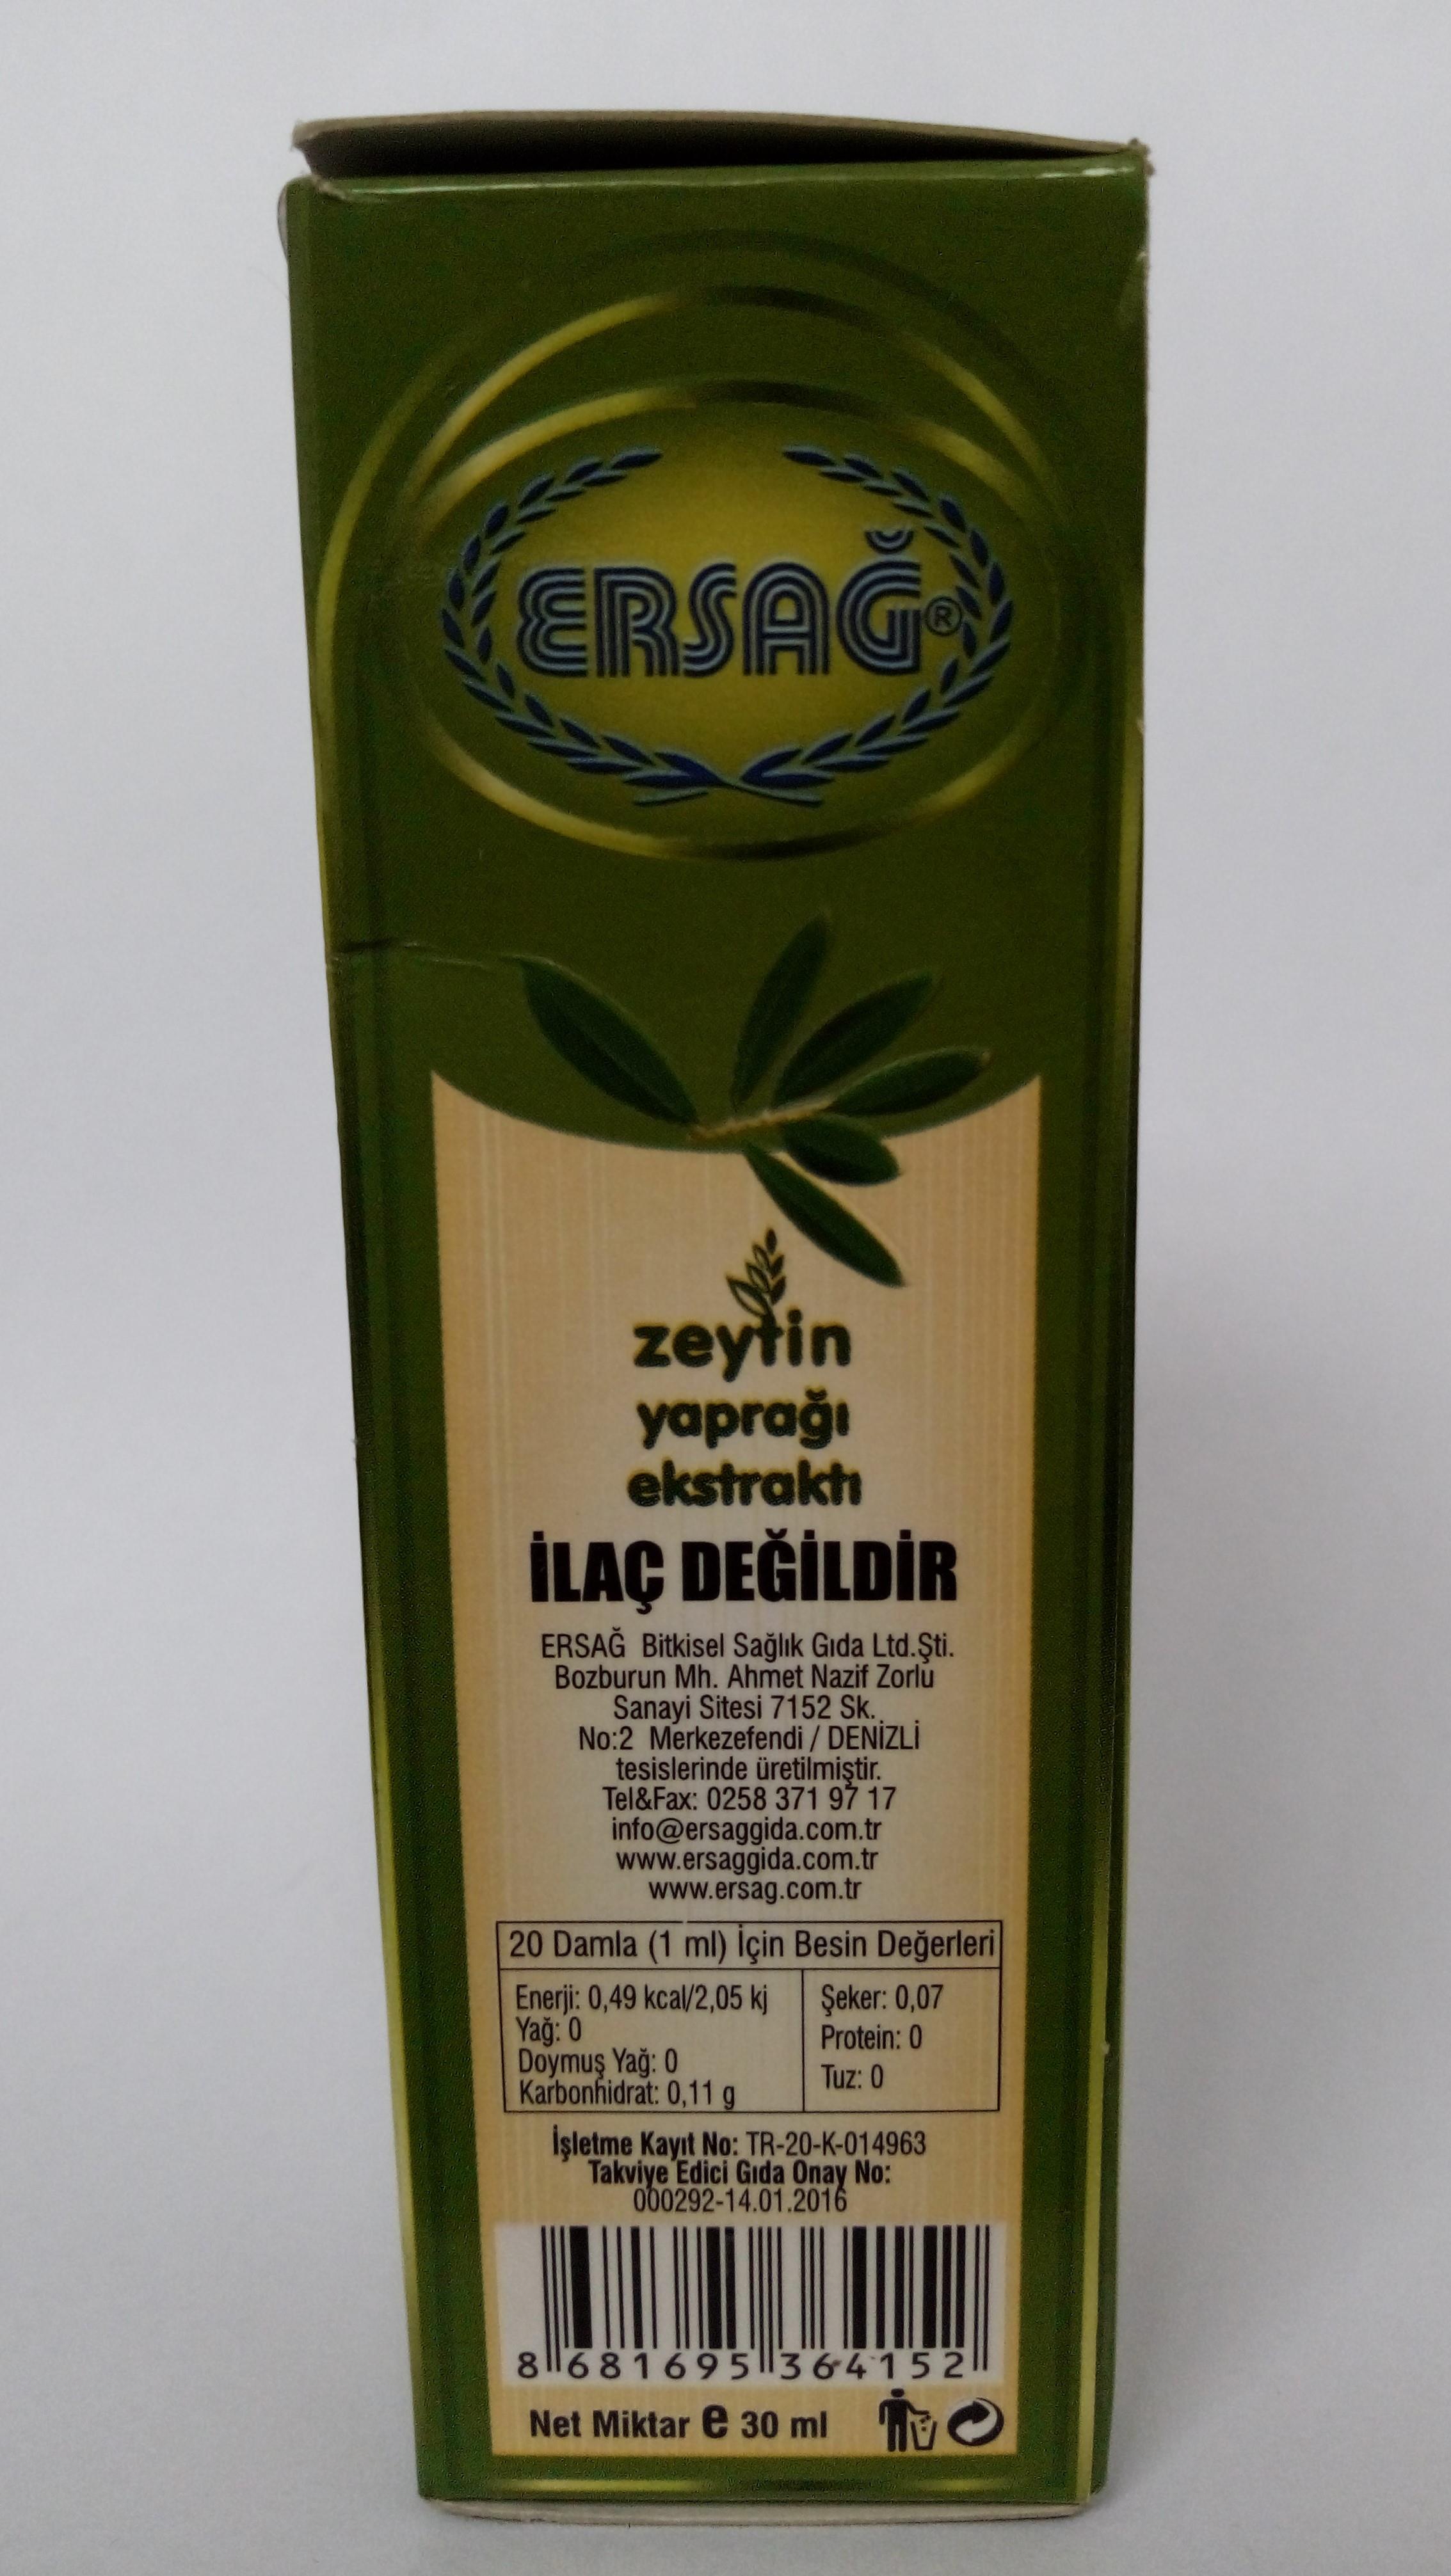 ERSAĞ®
zeytin
yaprağı
ekstraktı
İLAÇ DEĞİLDİR
ERSAĞ Bitkisel Sağlık Gıda Ltd.Şti.
Bozburun Mh. Ahmet Nazif Zorlu
Sanayi Sitesi 7152 Sk.
No:2 Merkezefendi / DENİZLİ
tesislerinde üretilmiştir.
Tel&Fax: 0258 371 97 17
info@ersaggida.com.tr
www.ersaggida.com.tr
www.ersag.com.tr
20 Damla (1 ml) İçin Besin Değerleri
Enerji: 0,49 kcal/2,05 kj
Yağ: 0
Doymuş Yağ: 0
Karbonhidrat: 0,11 g
Şeker: 0,07
Protein: 0
Tuz: 0
İşletme Kayıt No: TR-20-K-014963
Takviye Edici Gıda Onay No:
000292-14.01.2016
8 681695 364152
Net Miktar e 30 ml